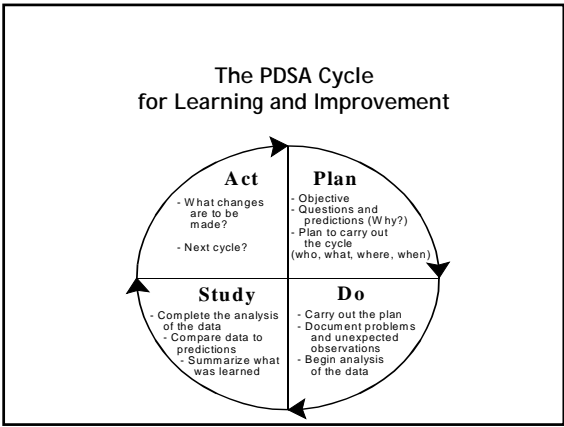 The PDSA Cycle
for Learning and Improvement
Act
- What changes
are to be
made?
- Next cycle?
Plan
- Objective
- Questions and
predictions (Why?)
- Plan to carry out
the cycle
(who, what, where, when)
Study
- Complete the analysis
of the data
- Compare data to
predictions
- Summarize what
was learned
Do
- Carry out the plan
- Document problems
and unexpected
observations
- Begin analysis
of the data